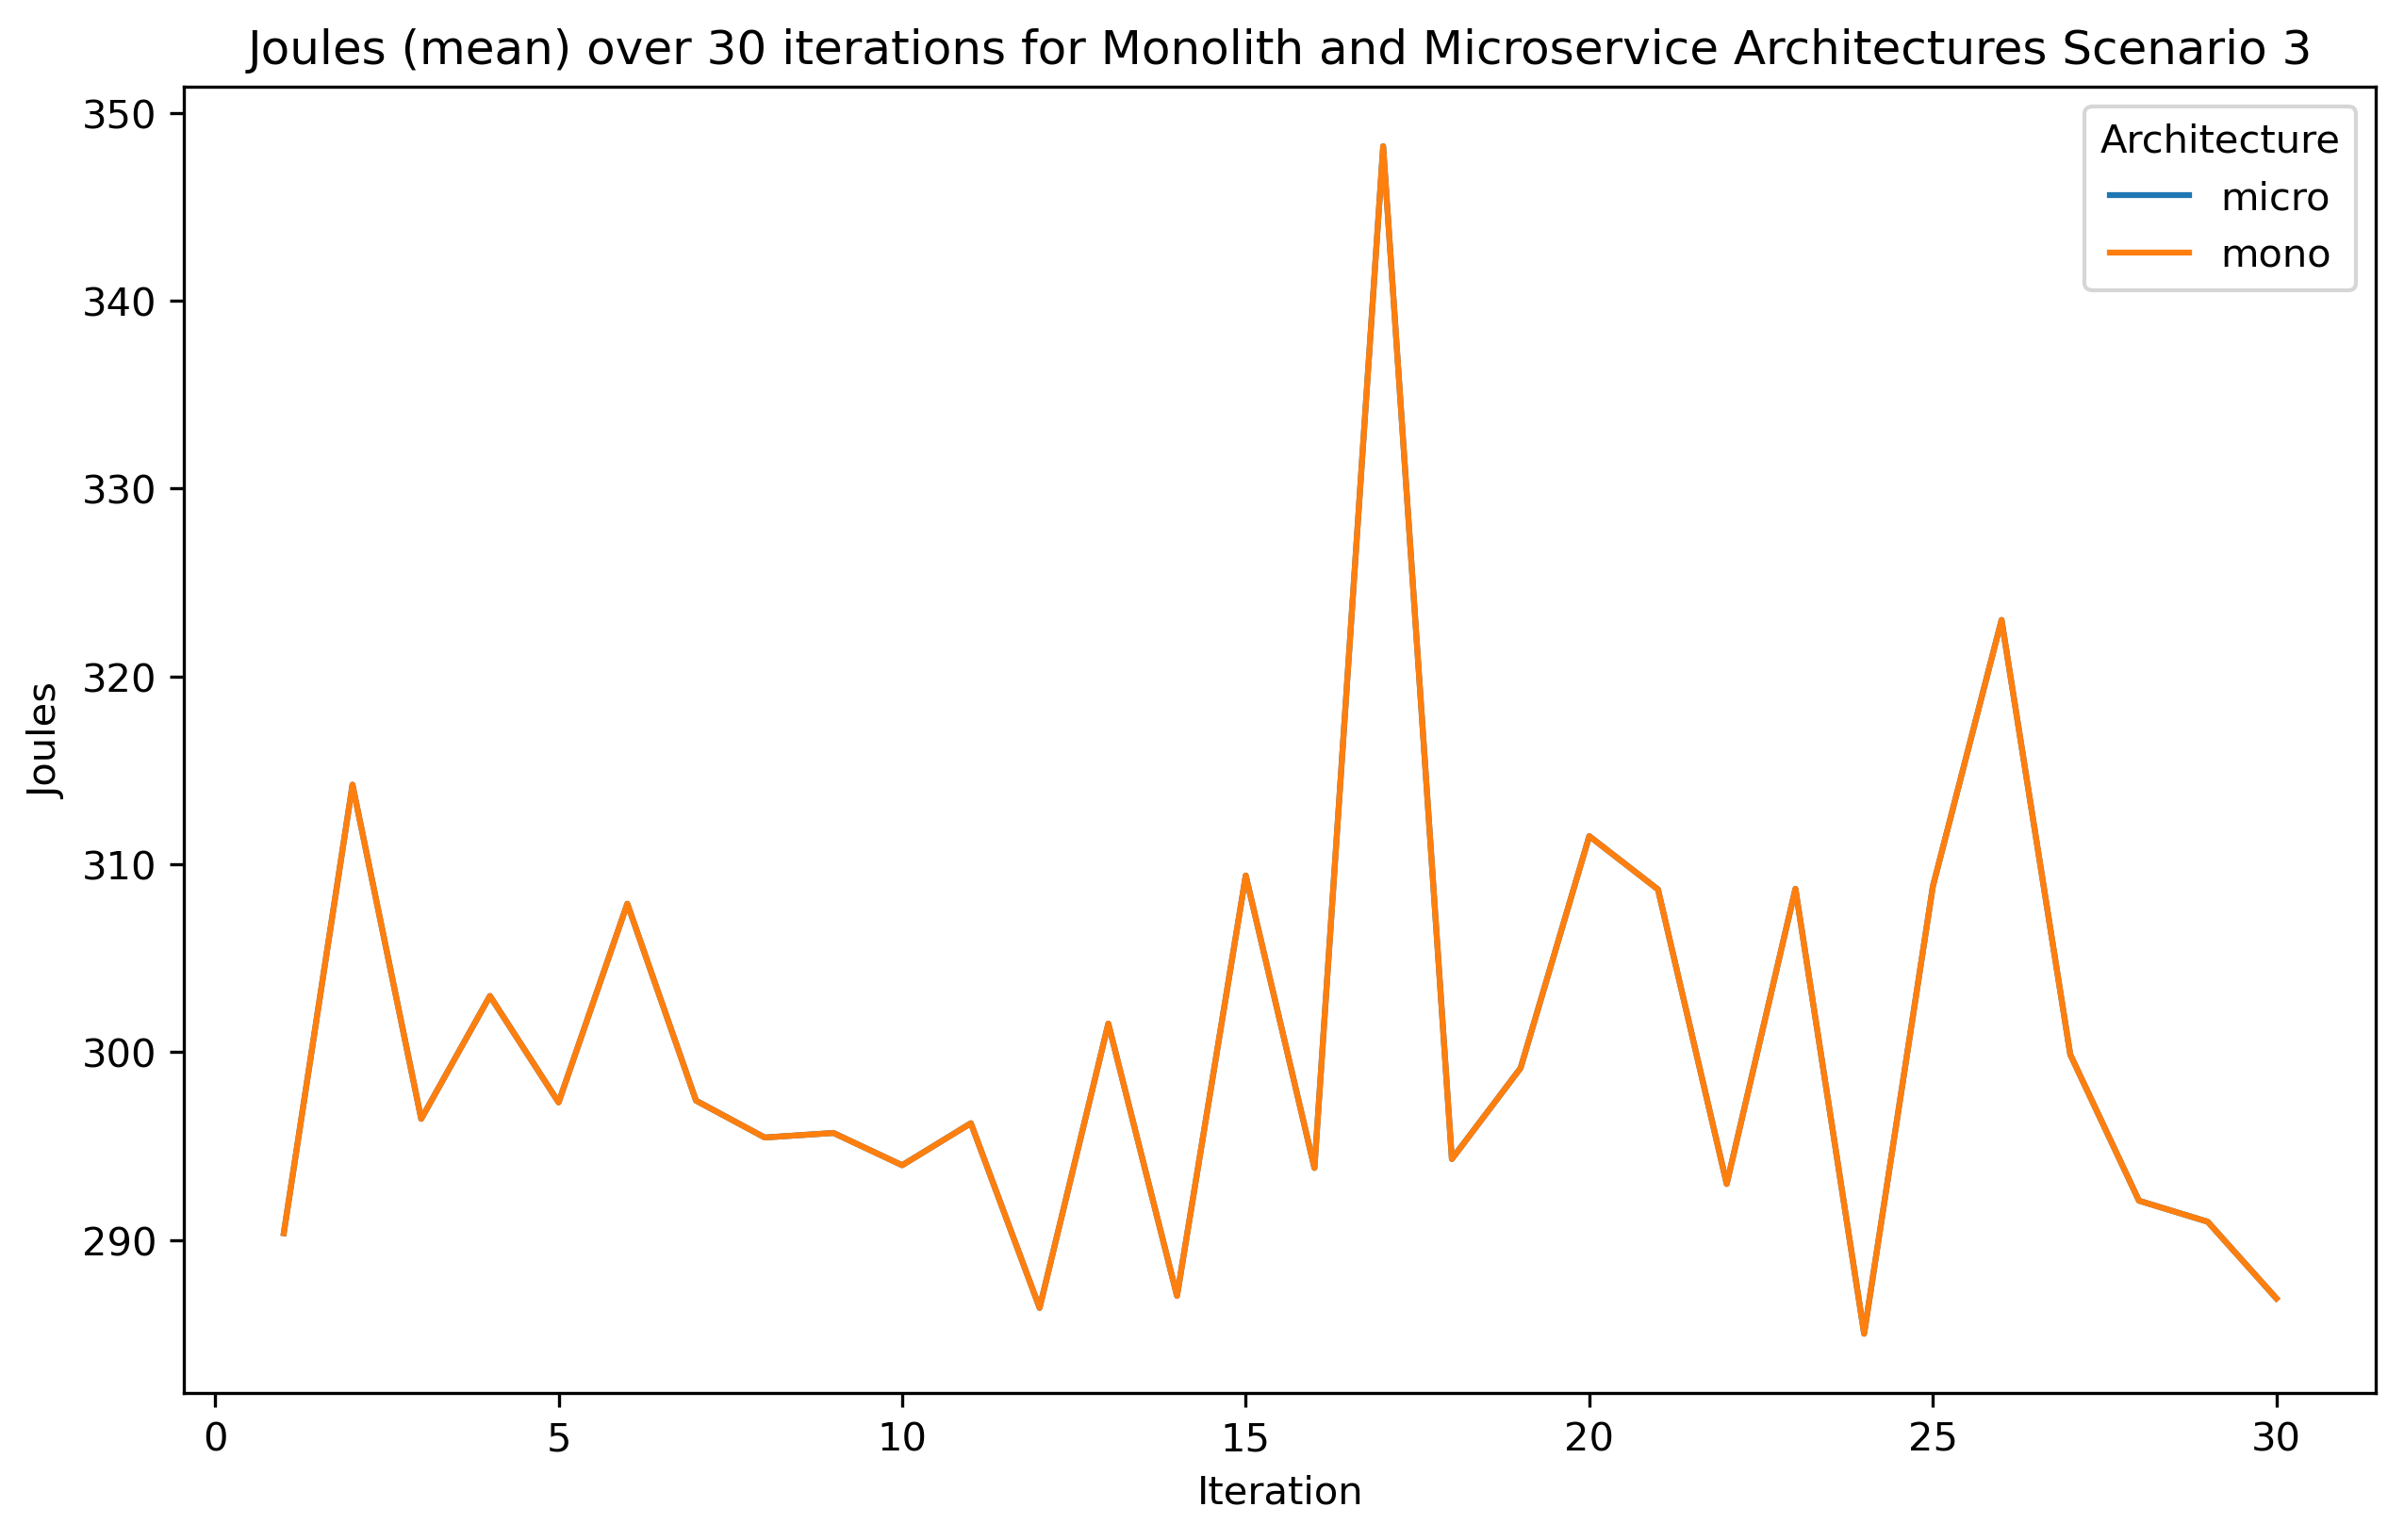 Joules (mean) over 30 iterations for Monolith and Microservice Architectures Scenario 3
350
340
330
320
310
300
290
Joules
Architecture
micro
mono
0 5 10 15 20 25 30
Iteration